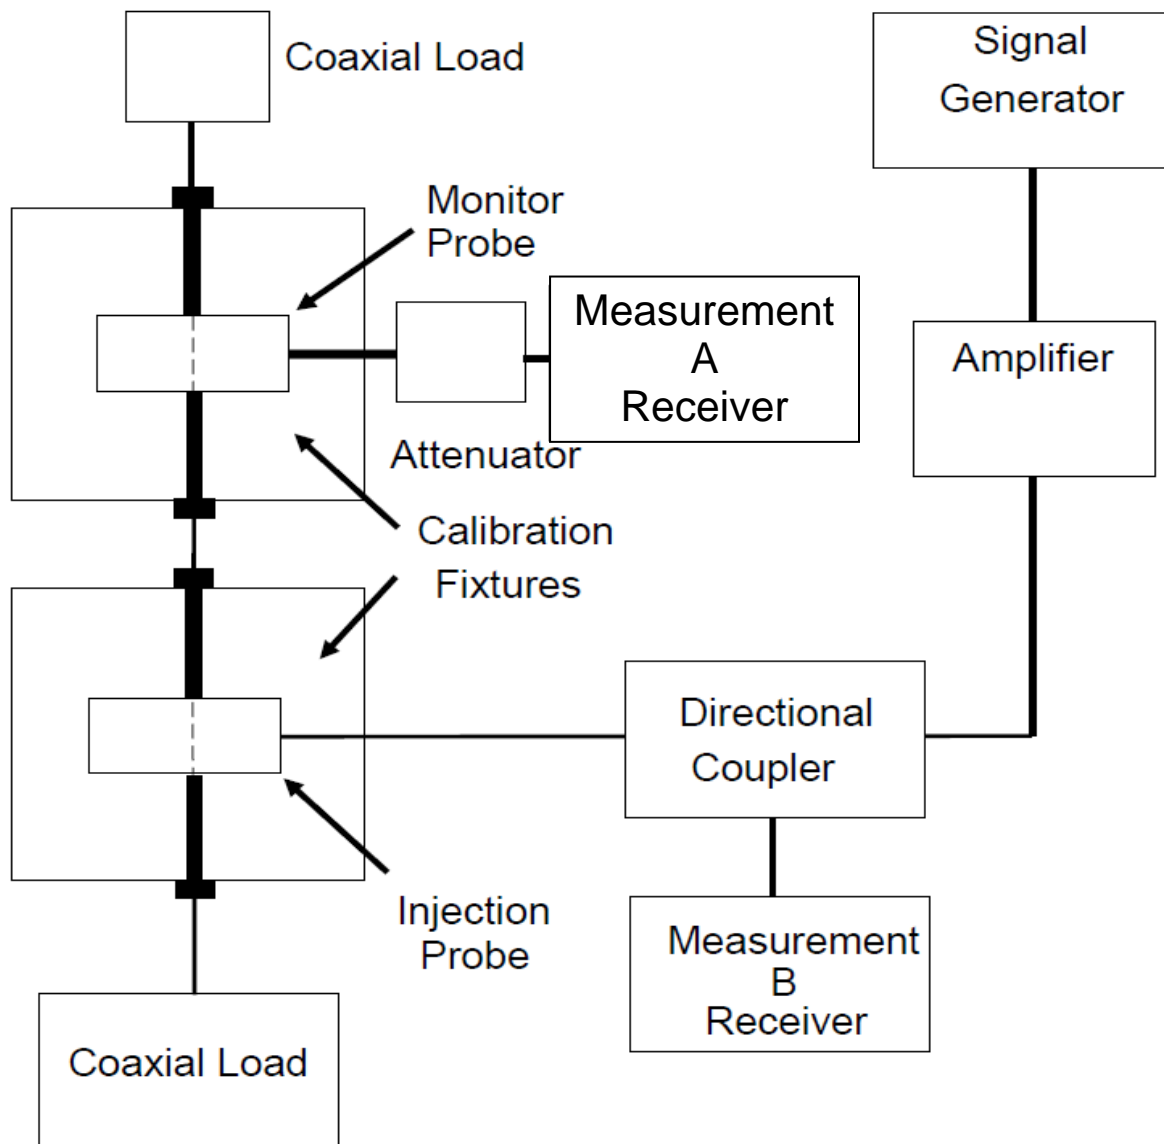 Coaxial Load
Signal
Generator
Monitor
Probe
Measurement
A
Receiver
Amplifier
Attenuator
Calibration
Fixtures
Directional
Coupler
Injection
Probe
Measurement
B
Receiver
Coaxial Load